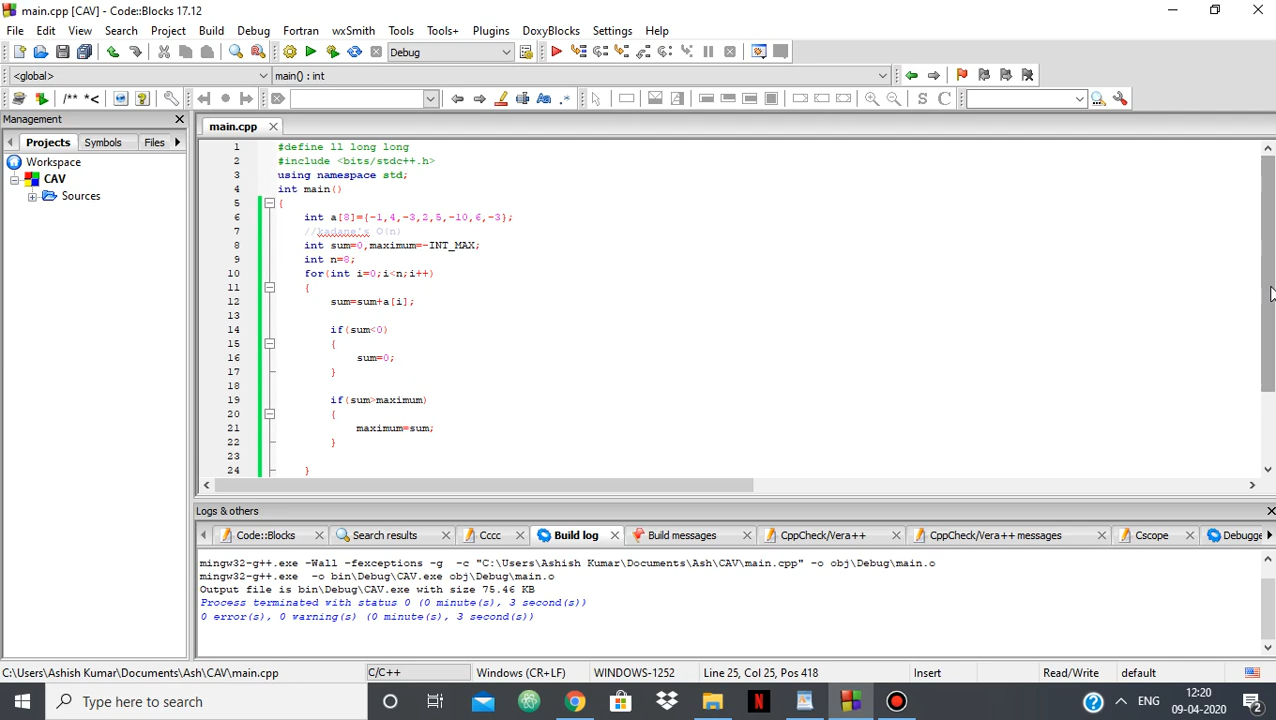 main.cpp [CAV] - Code::Blocks 17.12
File Edit View Search Project Build Debug Fortran wxSmith Tools Tools+ Plugins DoxyBlocks Settings Help
Debug
<global> main() : int
/** *<
S C
Management
Projects Symbols Files
Workspace
CAV
Sources
main.cpp
1 #define ll long long
2 #include <bits/stdc++.h>
3 using namespace std;
4 int main()
5 {
6 int a[8]={-1,4,-3,2,5,-10,6,-3};
7 //kadane's O(n)
8 int sum=0,maximum=-INT_MAX;
9 int n=8;
10 for(int i=0;i<n;i++)
11 {
12 sum=sum+a[i];
13
14 if(sum<0)
15 {
16 sum=0;
17 }
18
19 if(sum>maximum)
20 {
21 maximum=sum;
22 }
23
24 }
Logs & others
Code::Blocks Search results Cccc Build log Build messages CppCheck/Vera++ CppCheck/Vera++ messages Cscope Debugge
mingw32-g++.exe -Wall -fexceptions -g -c "C:\Users\Ashish Kumar\Documents\Ash\CAV\main.cpp" -o obj\Debug\main.o
mingw32-g++.exe -o bin\Debug\CAV.exe obj\Debug\main.o
Output file is bin\Debug\CAV.exe with size 75.46 KB
Process terminated with status 0 (0 minute(s), 3 second(s))
0 error(s), 0 warning(s) (0 minute(s), 3 second(s))
C:\Users\Ashish Kumar\Documents\Ash\CAV\main.cpp C/C++ Windows (CR+LF) WINDOWS-1252 Line 25, Col 25, Pos 418 Insert Read/Write default
Type here to search
ENG
12:20
09-04-2020
2